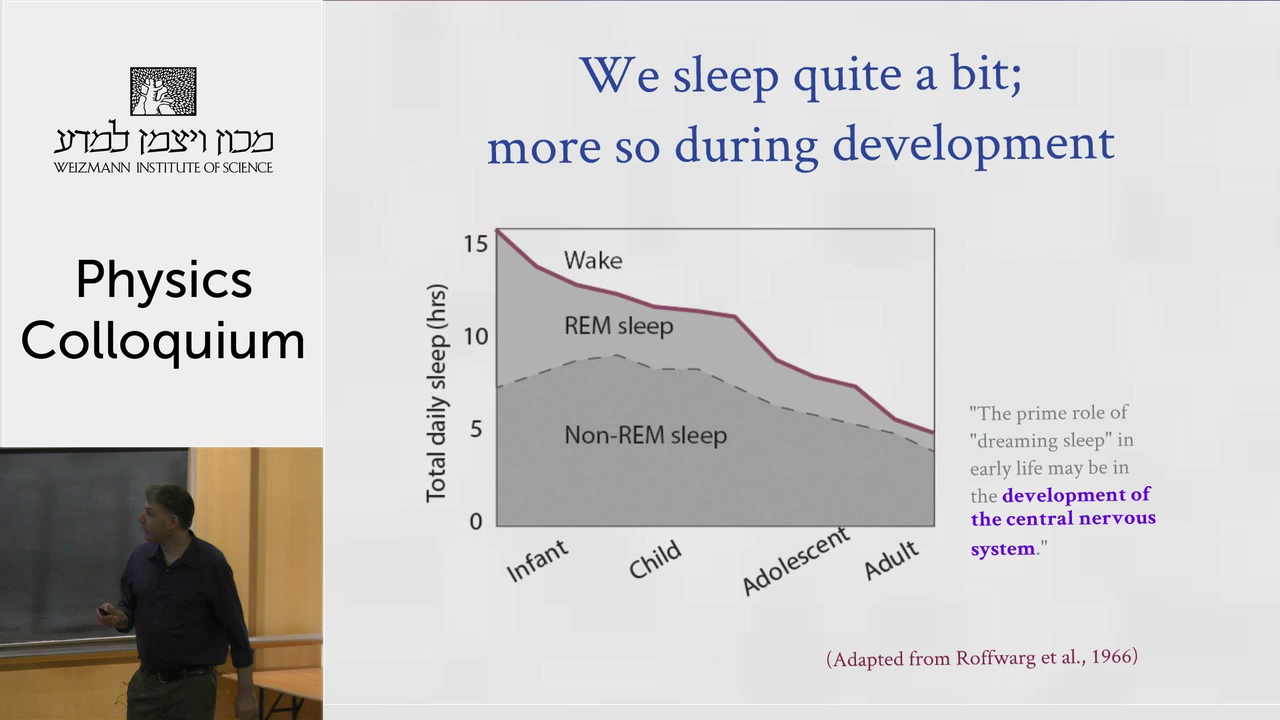 מכון ויצמן למדע
WEIZMANN INSTITUTE OF SCIENCE
Physics
Colloquium
We sleep quite a bit;
more so during development
Total daily sleep (hrs)
15
10
5
0
Wake
REM sleep
Non-REM sleep
Infant
Child
Adolescent
Adult
"The prime role of
"dreaming sleep" in
early life may be in
the development of
the central nervous
system."
(Adapted from Roffwarg et al., 1966)